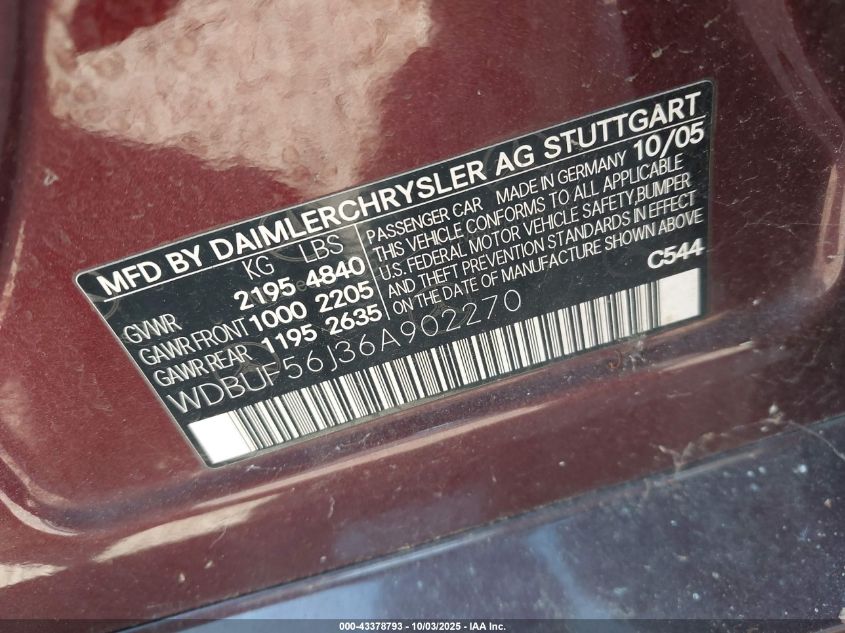 MFD BY DAIMLERCHRYSLER AG STUTTGART
KG LBS
GVWR 2195 4840
GAWR FRONT 1000 2205
GAWR REAR 1195 2635
PASSENGER CAR MADE IN GERMANY 10/05
THIS VEHICLE CONFORMS TO ALL APPLICABLE
U.S. FEDERAL MOTOR VEHICLE SAFETY, BUMPER
AND THEFT PREVENTION STANDARDS IN EFFECT
ON THE DATE OF MANUFACTURE SHOWN ABOVE
C544
WDBUF56J36A902270
000-43378793 - 10/03/2025 - IAA Inc.